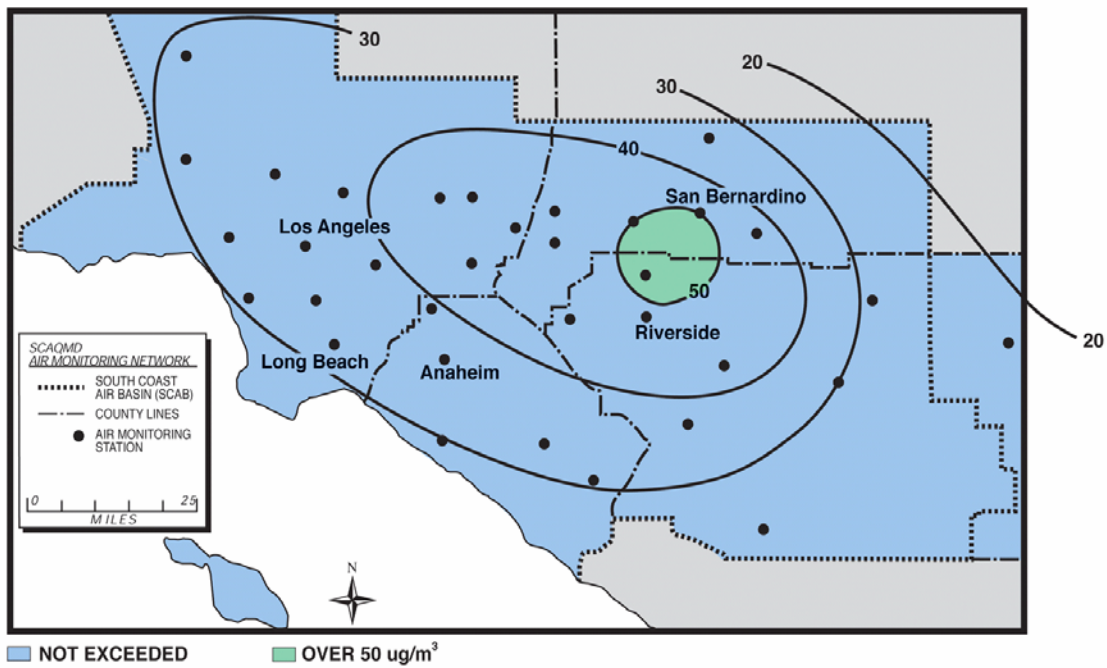 30
20
30
40
San Bernardino
Los Angeles
50
Riverside
20
Long Beach
Anaheim
SCAQMD
AIR MONITORING NETWORK
SOUTH COAST
AIR BASIN (SCAB)
COUNTY LINES
AIR MONITORING
STATION
0 25
MILES
N
NOT EXCEEDED
OVER 50 ug/m³